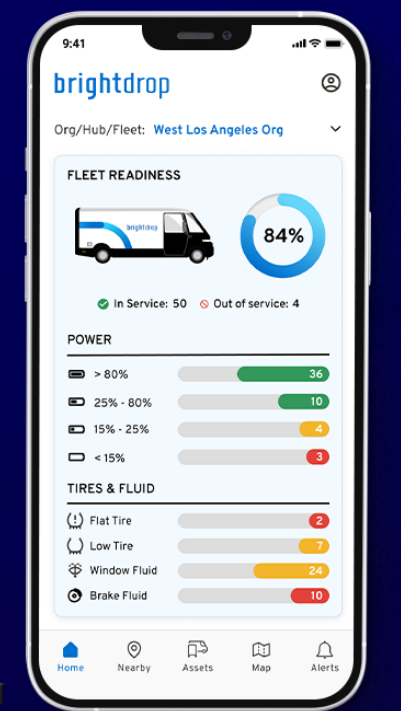 9:41
brightdrop
Org/Hub/Fleet: West Los Angeles Org
FLEET READINESS
brightdrop
84%
In Service: 50 Out of service: 4
POWER
> 80% 36
25% - 80% 10
15% - 25% 4
< 15% 3
TIRES & FLUID
Flat Tire 2
Low Tire 7
Window Fluid 24
Brake Fluid 10
Home Nearby Assets Map Alerts